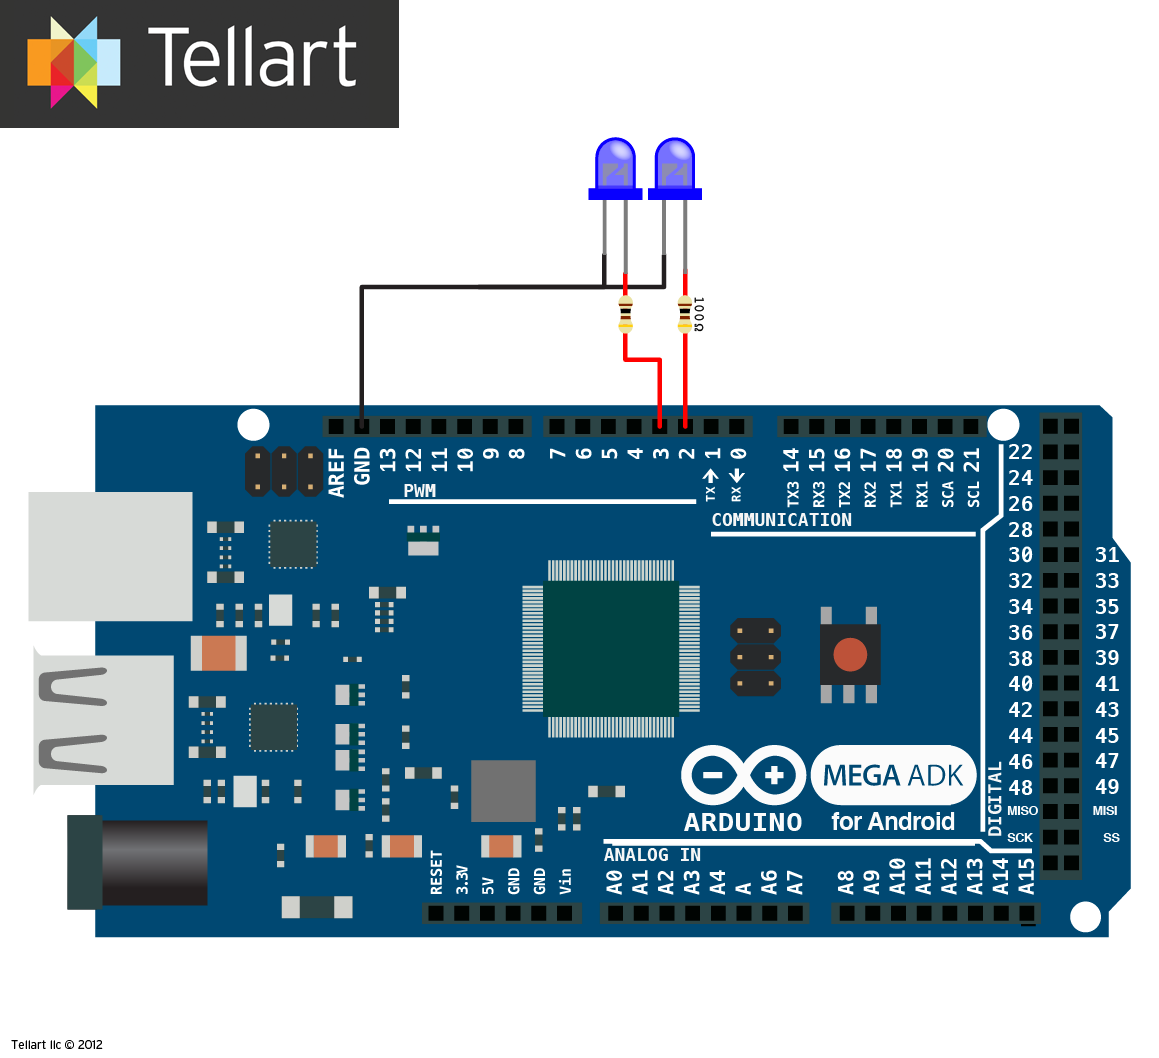 Tellart
100Ω
AREF
GND
13
12
11
10
9
8
7
6
5
4
3
2
TX 1
RX 0
TX3 14
RX3 15
TX2 16
RX2 17
TX1 18
RX1 19
SCA 20
SCL 21
PWM
COMMUNICATION
22
24
26
28
30 31
32 33
34 35
36 37
38 39
40 41
42 43
44 45
46 47
48 49
MISO MISI
SCK SS
DIGITAL
MEGA ADK
ARDUINO
for Android
ANALOG IN
RESET
3.3V
5V
GND
GND
Vin
A0
A1
A2
A3
A4
A
A6
A7
A8
A9
A10
A11
A12
A13
A14
A15
Tellart llc © 2012